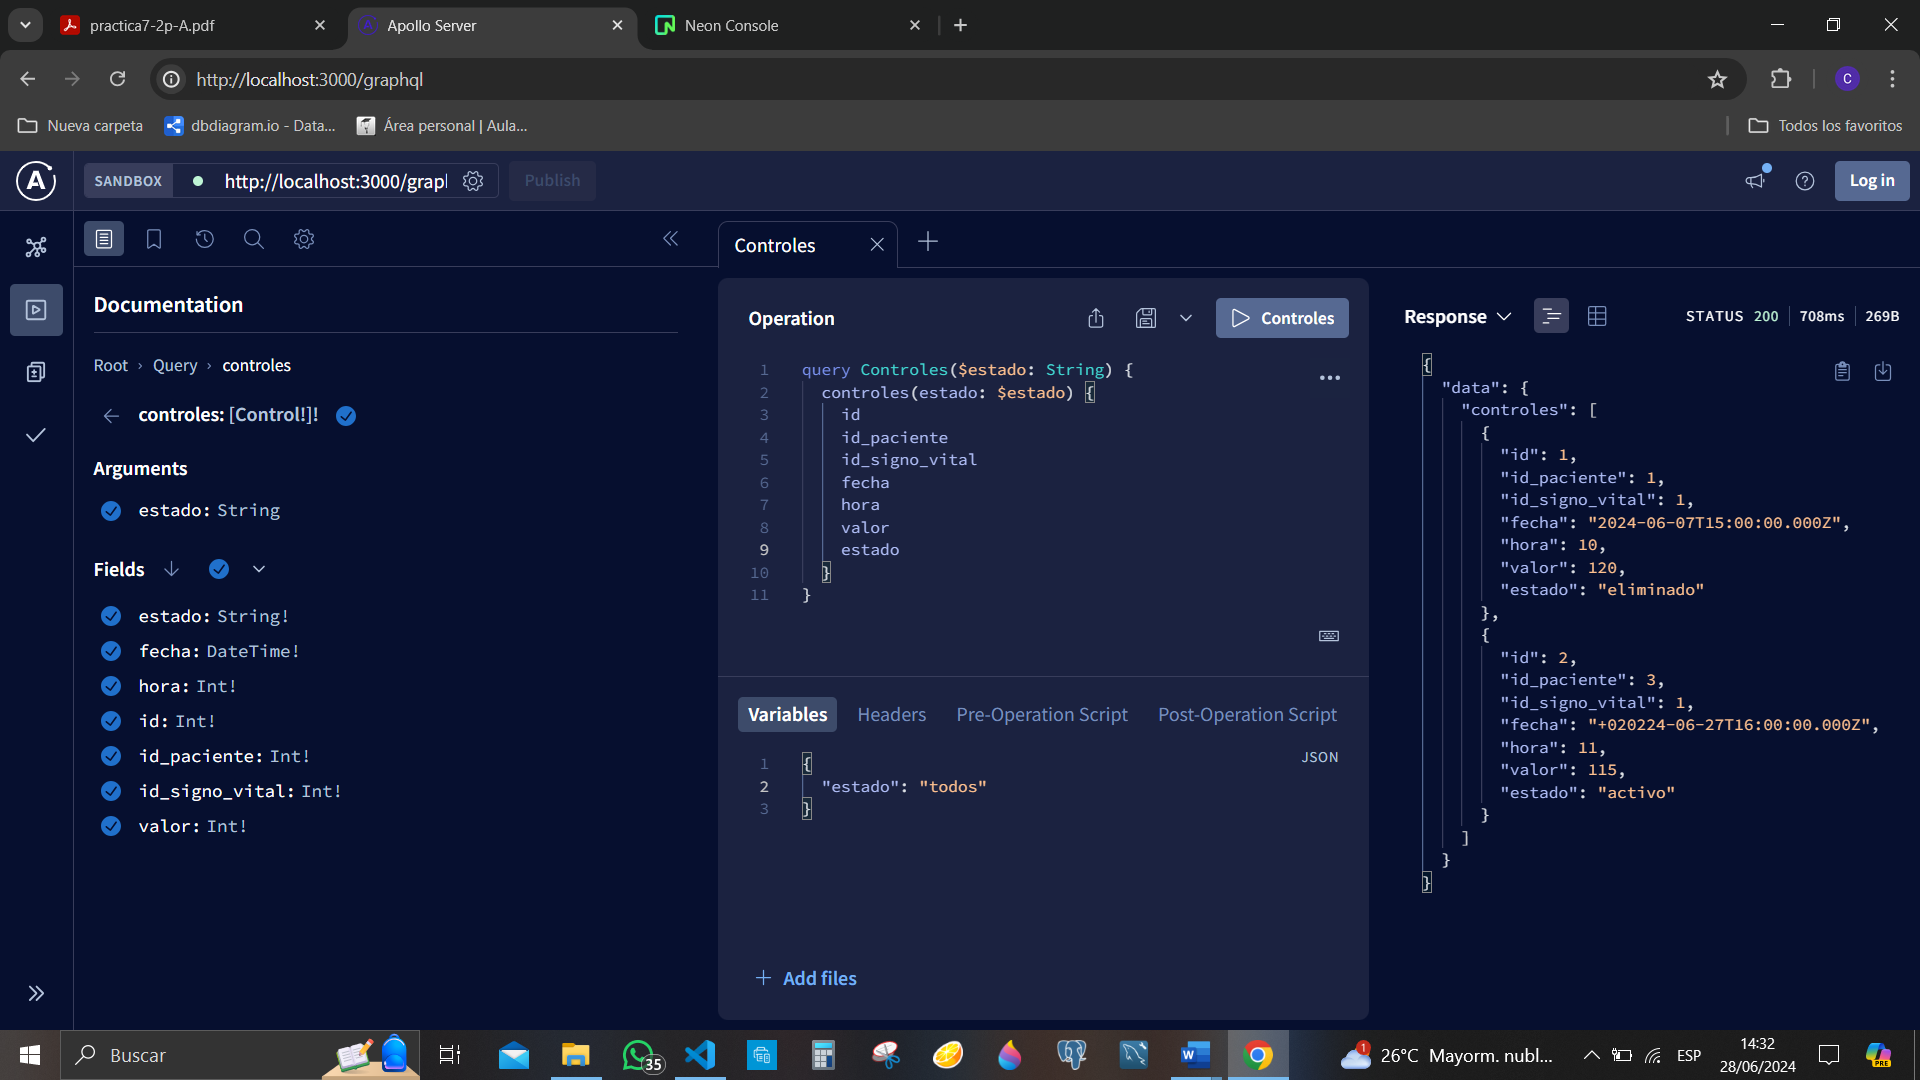 practica7-2p-A.pdf
Apollo Server
Neon Console
http://localhost:3000/graphql
C
Nueva carpeta
dbdiagram.io - Data...
Área personal | Aula...
Todos los favoritos
A
SANDBOX
http://localhost:3000/grapl
Publish
Log in
Documentation
Root › Query › controles
controles: [Control!]!
Arguments
estado: String
Fields
estado: String!
fecha: DateTime!
hora: Int!
id: Int!
id_paciente: Int!
id_signo_vital: Int!
valor: Int!
Controles
Operation
Controles
1 query Controles($estado: String) {
2 controles(estado: $estado) {
3 id
4 id_paciente
5 id_signo_vital
6 fecha
7 hora
8 valor
9 estado
10 }
11 }
Variables
Headers
Pre-Operation Script
Post-Operation Script
JSON
1 {
2 "estado": "todos"
3 }
Add files
Response
STATUS 200
708ms
269B
{
"data": {
"controles": [
{
"id": 1,
"id_paciente": 1,
"id_signo_vital": 1,
"fecha": "2024-06-07T15:00:00.000Z",
"hora": 10,
"valor": 120,
"estado": "eliminado"
},
{
"id": 2,
"id_paciente": 3,
"id_signo_vital": 1,
"fecha": "+020224-06-27T16:00:00.000Z",
"hora": 11,
"valor": 115,
"estado": "activo"
}
]
}
}
Buscar
35
W
1
26°C Mayorm. nubl...
ESP
14:32
28/06/2024
PRE